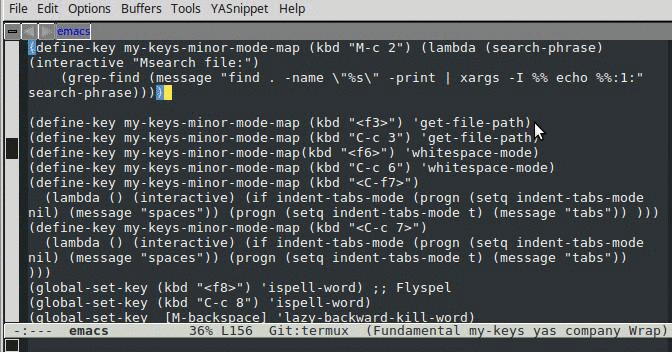 File Edit Options Buffers Tools YASnippet Help
emacs
(define-key my-keys-minor-mode-map (kbd "M-c 2") (lambda (search-phrase)
(interactive "Msearch file:")
    (grep-find (message "find . -name \"%s\" -print | xargs -I %% echo %%:1:"
search-phrase))))
(define-key my-keys-minor-mode-map (kbd "<f3>") 'get-file-path)
(define-key my-keys-minor-mode-map (kbd "C-c 3") 'get-file-path)
(define-key my-keys-minor-mode-map(kbd "<f6>") 'whitespace-mode)
(define-key my-keys-minor-mode-map (kbd "C-c 6") 'whitespace-mode)
(define-key my-keys-minor-mode-map (kbd "<C-f7>")
  (lambda () (interactive) (if indent-tabs-mode (progn (setq indent-tabs-mode
nil) (message "spaces")) (progn (setq indent-tabs-mode t) (message "tabs")) )))
(define-key my-keys-minor-mode-map (kbd "<C-c 7>")
  (lambda () (interactive) (if indent-tabs-mode (progn (setq indent-tabs-mode
nil) (message "spaces")) (progn (setq indent-tabs-mode t) (message "tabs"))
)))
(global-set-key (kbd "<f8>") 'ispell-word) ;; Flyspel
(global-set-key (kbd "C-c 8") 'ispell-word)
(global-set-key  [M-backspace] 'lazy-backward-kill-word)
-:---  emacs  36% L156  Git:termux  (Fundamental my-keys yas company Wrap)